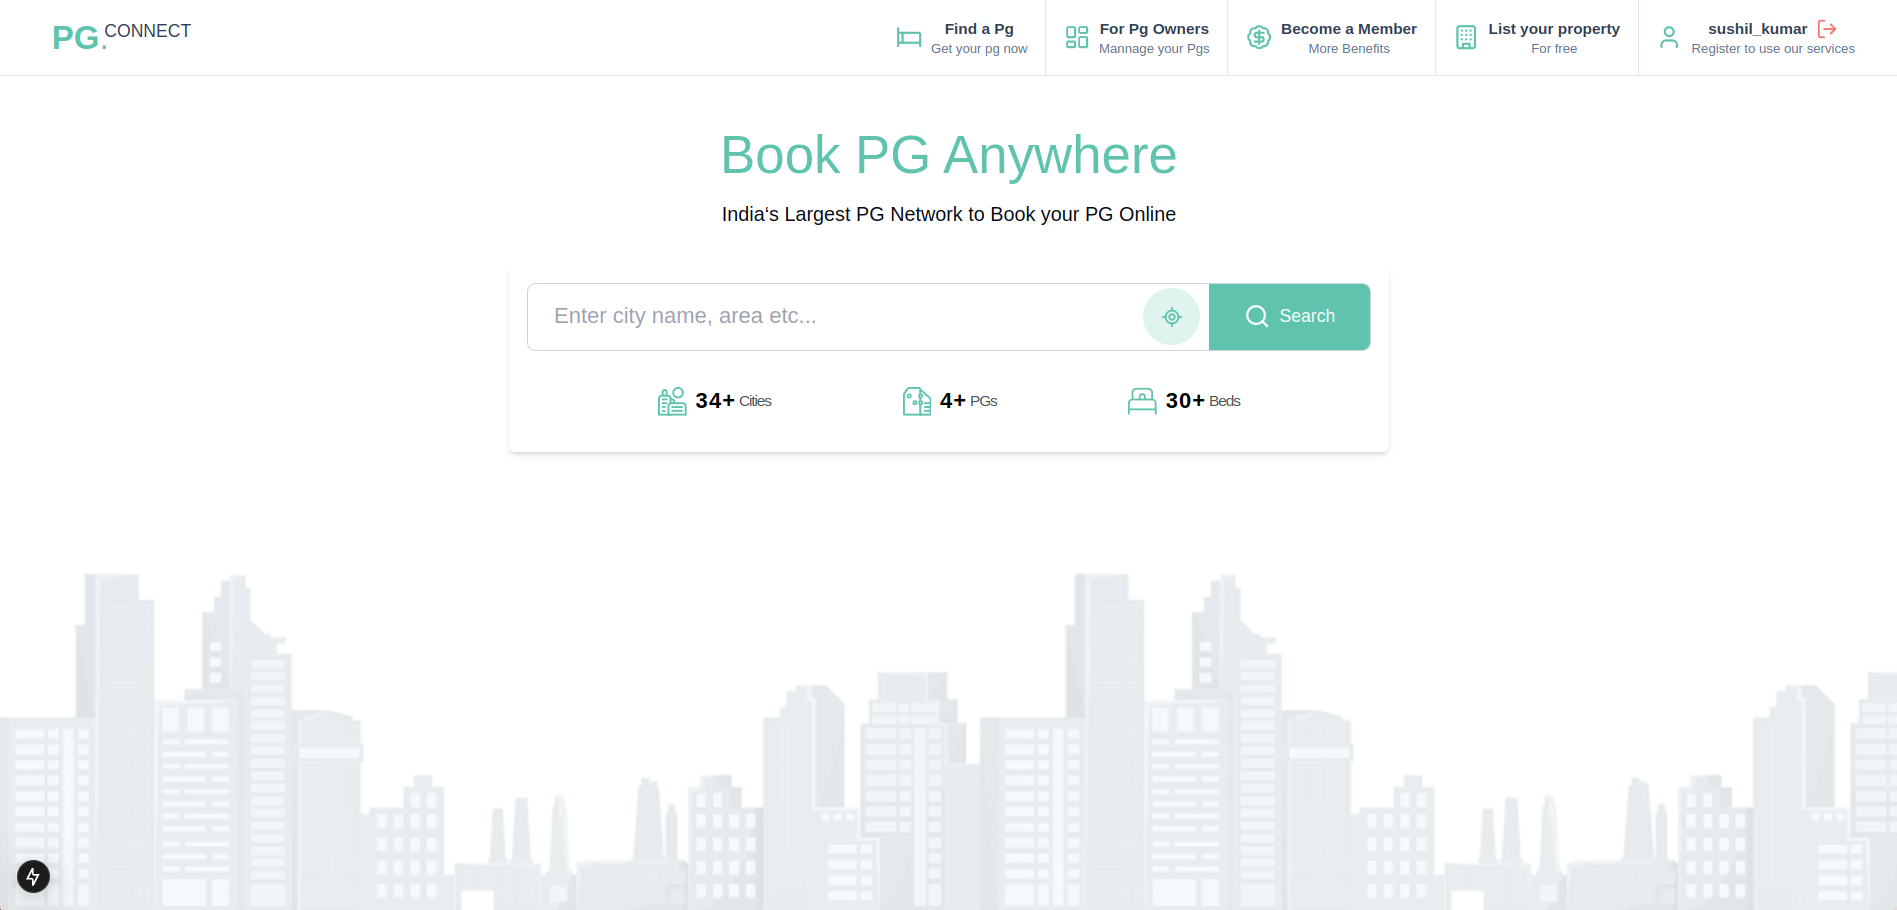 PG. CONNECT
Find a Pg
Get your pg now
For Pg Owners
Mannage your Pgs
Become a Member
More Benefits
List your property
For free
sushil_kumar
Register to use our services
Book PG Anywhere
India‘s Largest PG Network to Book your PG Online
Enter city name, area etc...
Search
34+ Cities
4+ PGs
30+ Beds